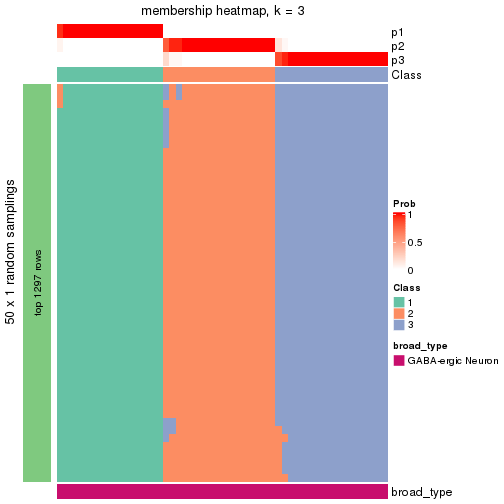 membership heatmap, k = 3
p1
p2
p3
Class
50 x 1 random samplings
top 1297 rows
Prob
1
0.5
0
Class
1
2
3
broad_type
GABA-ergic Neuron
broad_type